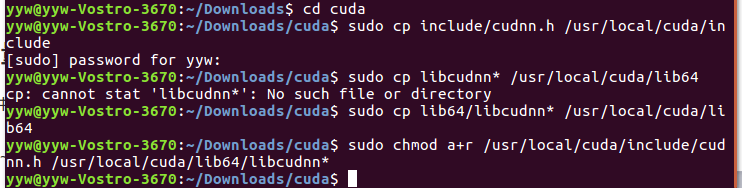 yyw@yyw-Vostro-3670:~/Downloads$ cd cuda
yyw@yyw-Vostro-3670:~/Downloads/cuda$ sudo cp include/cudnn.h /usr/local/cuda/in
clude
[sudo] password for yyw:
yyw@yyw-Vostro-3670:~/Downloads/cuda$ sudo cp libcudnn* /usr/local/cuda/lib64
cp: cannot stat 'libcudnn*': No such file or directory
yyw@yyw-Vostro-3670:~/Downloads/cuda$ sudo cp lib64/libcudnn* /usr/local/cuda/li
b64
yyw@yyw-Vostro-3670:~/Downloads/cuda$ sudo chmod a+r /usr/local/cuda/include/cud
nn.h /usr/local/cuda/lib64/libcudnn*
yyw@yyw-Vostro-3670:~/Downloads/cuda$